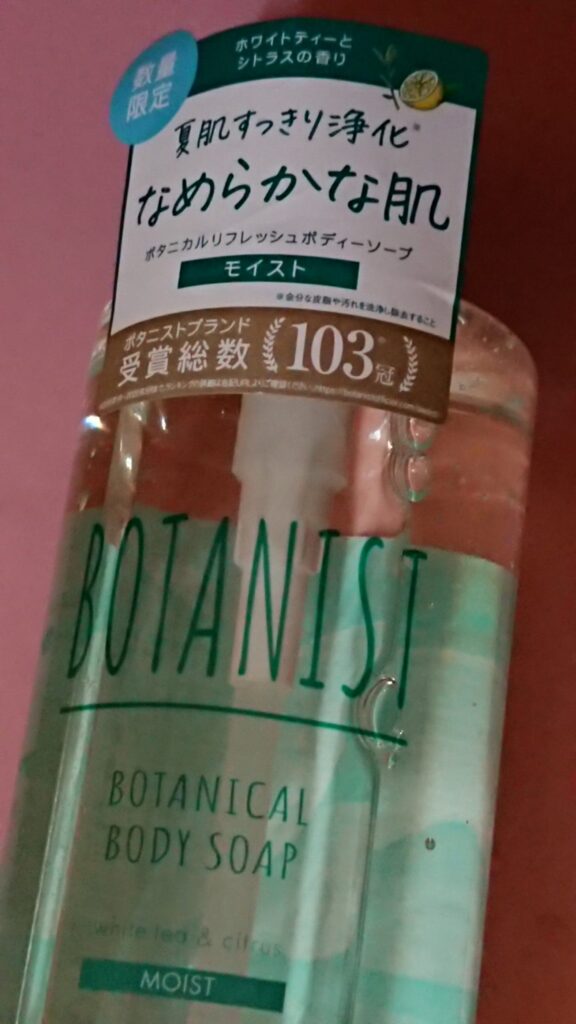 ホワイトティーと
シトラスの香り
数量
限定
夏肌すっきり浄化※
なめらかな肌
ボタニカルリフレッシュボディーソープ
モイスト
※余分な皮脂や汚れを洗浄し除去すること
ボタニストブランド
受賞総数
103冠
BOTANIST
BOTANICAL
BODY SOAP
white tea & citrus
MOIST